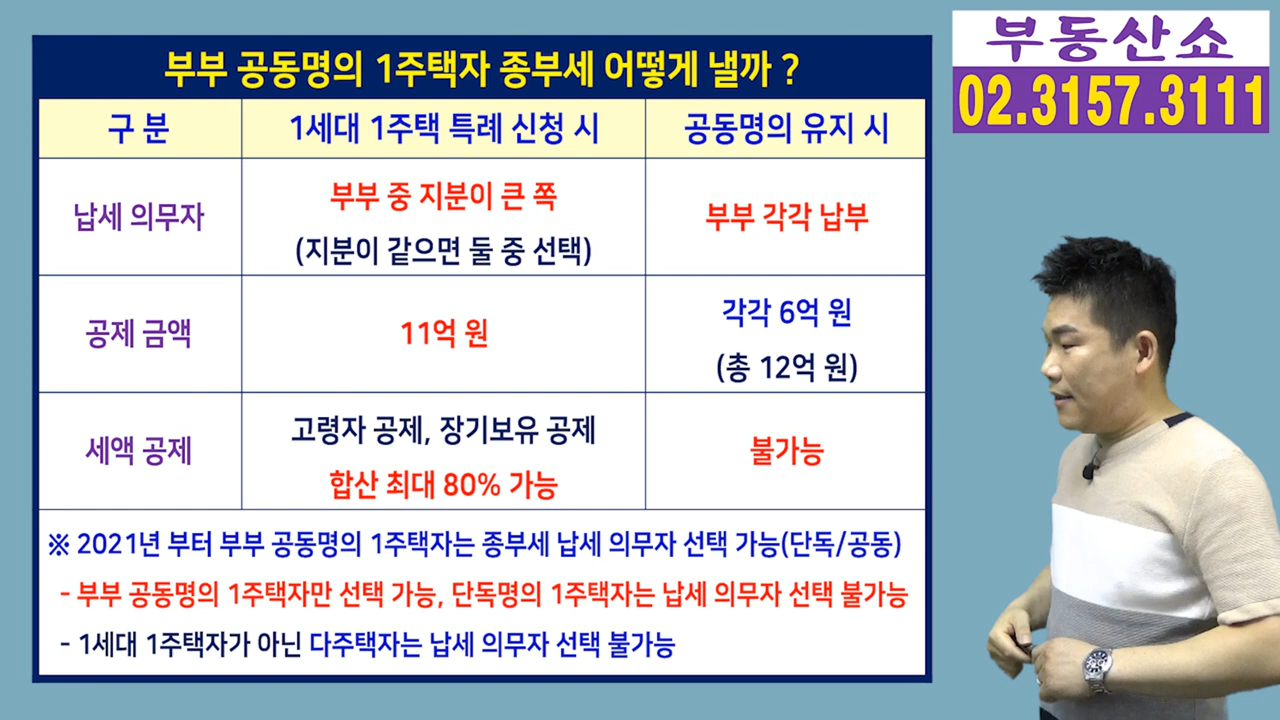 부동산쇼
02.3157.3111
부부 공동명의 1주택자 종부세 어떻게 낼까 ?
구 분
1세대 1주택 특례 신청 시
공동명의 유지 시
납세 의무자
부부 중 지분이 큰 쪽
(지분이 같으면 둘 중 선택)
부부 각각 납부
공제 금액
11억 원
각각 6억 원
(총 12억 원)
세액 공제
고령자 공제, 장기보유 공제
합산 최대 80% 가능
불가능
※ 2021년 부터 부부 공동명의 1주택자는 종부세 납세 의무자 선택 가능(단독/공동)
- 부부 공동명의 1주택자만 선택 가능, 단독명의 1주택자는 납세 의무자 선택 불가능
- 1세대 1주택자가 아닌 다주택자는 납세 의무자 선택 불가능